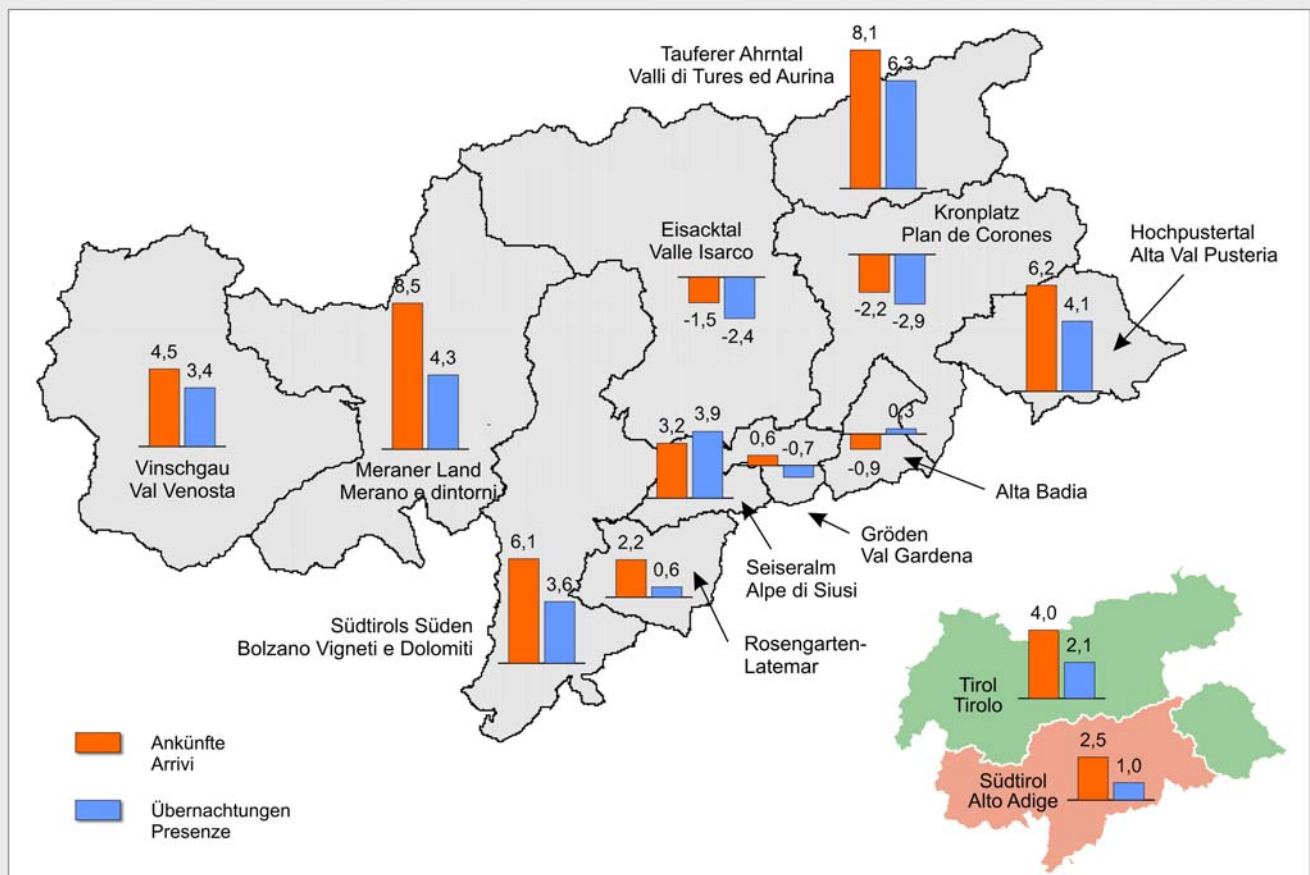 Tauferer Ahrntal
Valli di Tures ed Aurina
8,1
6,3
Eisacktal
Valle Isarco
-1,5
-2,4
Kronplatz
Plan de Corones
-2,2
-2,9
Hochpustertal
Alta Val Pusteria
6,2
4,1
8,5
4,3
Meraner Land
Merano e dintorni
4,5
3,4
Vinschgau
Val Venosta
3,2
3,9
0,6
-0,7
0,3
-0,9
Alta Badia
Gröden
Val Gardena
Seiseralm
Alpe di Siusi
6,1
3,6
Südtirols Süden
Bolzano Vigneti e Dolomiti
2,2
0,6
Rosengarten-
Latemar
4,0
2,1
Tirol
Tirolo
2,5
1,0
Südtirol
Alto Adige
Ankünfte
Arrivi
Übernachtungen
Presenze